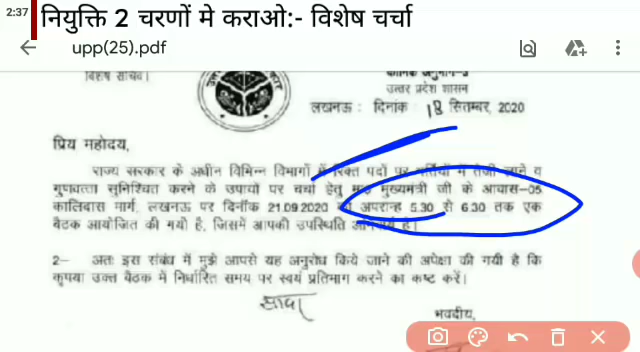 2:37
नियुक्ति 2 चरणों मे कराओ:- विशेष चर्चा
upp(25).pdf
विशेष सचिव।
उत्तर प्रदेश शासन
लखनऊ : दिनांक 18 सितम्बर, 2020
प्रिय महोदय,
राज्य सरकार के अधीन विभिन्न विभागों में रिक्त पदों पर भर्तियों में तेजी लाने व
गुणवत्ता सुनिश्चित करने के उपायों पर चर्चा हेतु मुख्यमंत्री जी के आवास-05
कालिदास मार्ग, लखनऊ पर दिनाँक 21.09.2020 को अपरान्ह 5.30 से 6.30 तक एक
बैठक आयोजित की गयी है, जिसमें आपकी उपस्थिति अनिवार्य है।
2- अतः इस संबंध में मुझे आपसे यह अनुरोध किये जाने की अपेक्षा की गयी है कि
कृपया उक्त बैठक में निर्धारित समय पर स्वयं प्रतिभाग करने का कष्ट करें।
सादर
भवदीय,